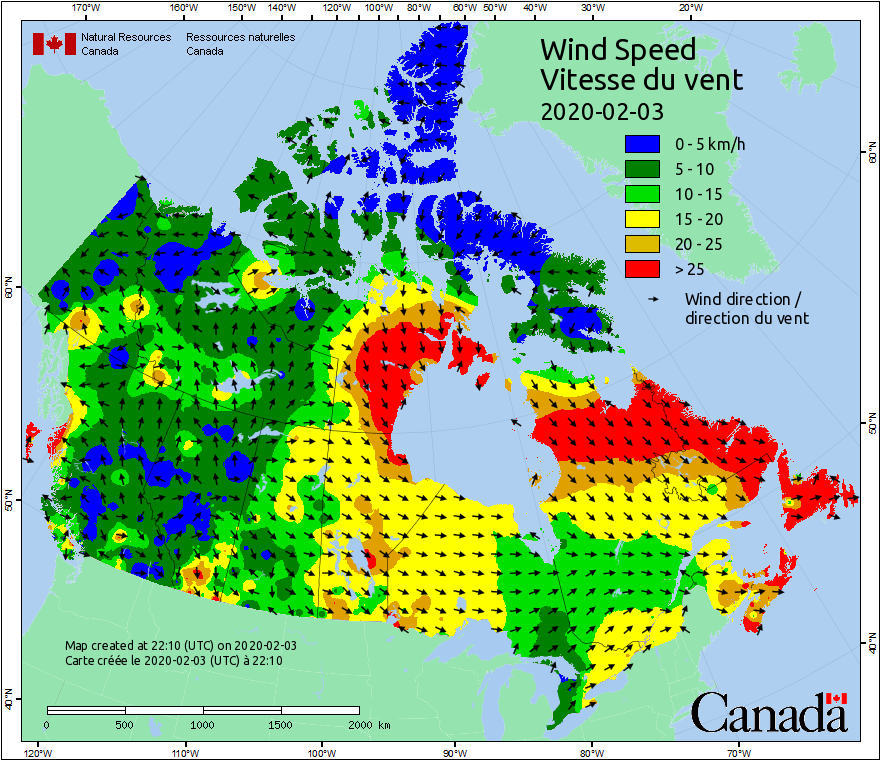 170°W 160°W 150°W 140°W 130°W 120°W 110°W 100°W 90°W 80°W 70°W 60°W 50°W 40°W 30°W 20°W
Natural Resources Ressources naturelles
Canada Canada
Wind Speed
Vitesse du vent
2020-02-03
0 - 5 km/h
5 - 10
10 - 15
15 - 20
20 - 25
> 25
Wind direction /
direction du vent
60°N 60°N
50°N 50°N
40°N 40°N
Map created at 22:10 (UTC) on 2020-02-03
Carte créée le 2020-02-03 (UTC) à 22:10
0 500 1000 1500 2000 km
Canada
120°W 110°W 100°W 90°W 80°W 70°W